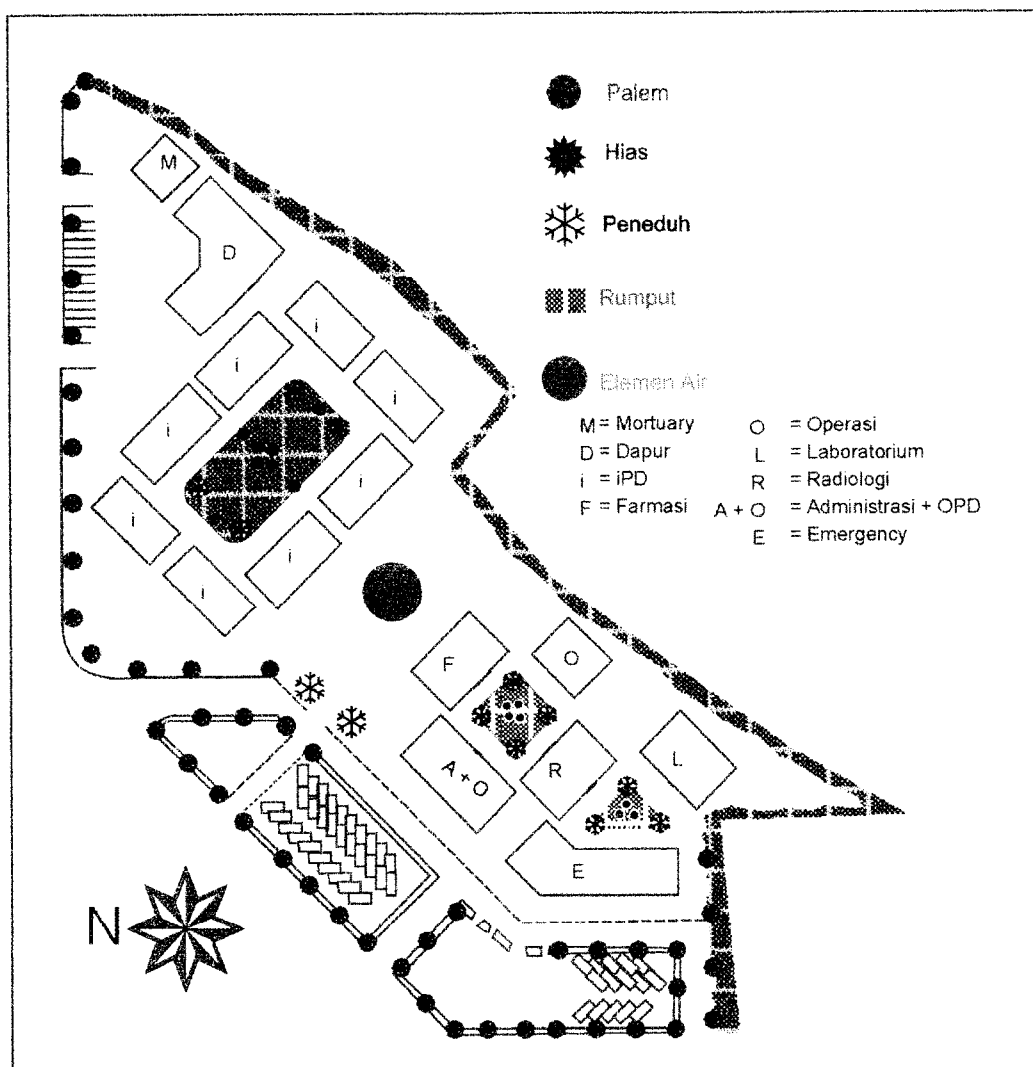 Palem
Hias
Peneduh
Rumput
Elemen Air
M = Mortuary
D = Dapur
i = iPD
F = Farmasi
O = Operasi
L = Laboratorium
R = Radiologi
A + O = Administrasi + OPD
E = Emergency
M
D
i
i
i
i
i
i
i
i
F
O
A + O
R
L
E
N